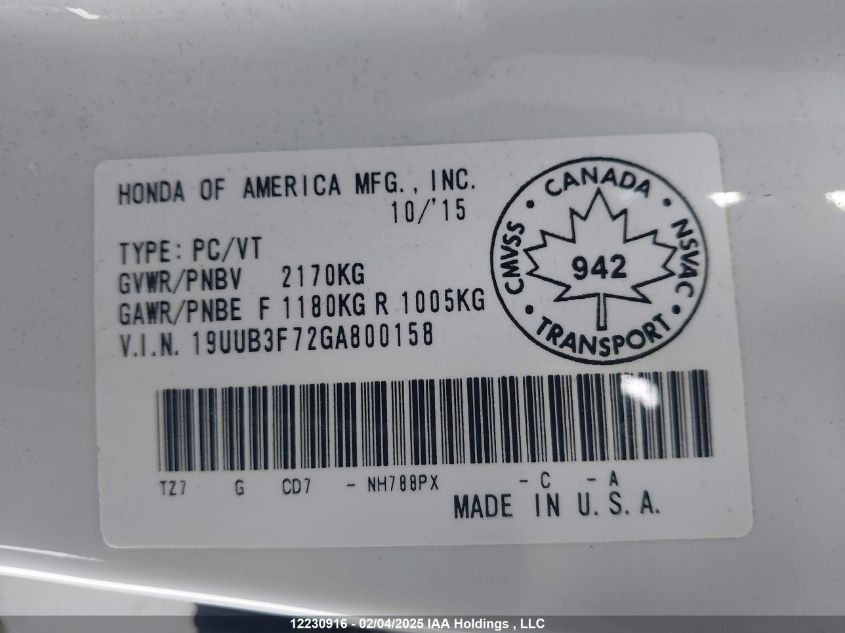 HONDA OF AMERICA MFG., INC.
10/'15
TYPE: PC/VT
GVWR/PNBV 2170KG
GAWR/PNBE F 1180KG R 1005KG
V.I.N. 19UUB3F72GA800158
CANADA
CMVSS
942
NSVAC
TRANSPORT
TZ7 G CD7 - NH788PX - C - A
MADE IN U.S.A.
12230916 - 02/04/2025 IAA Holdings , LLC